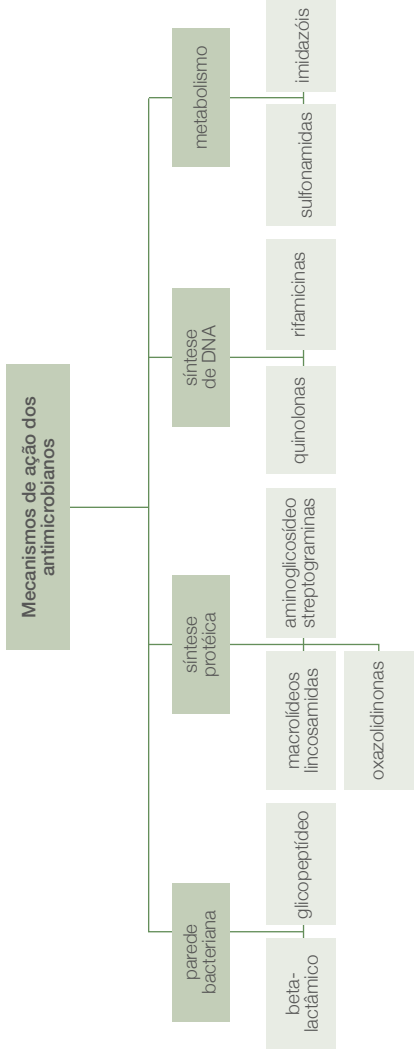 Mecanismos de ação dos
antimicrobianos
parede
bacteriana
síntese
protéica
síntese
de DNA
metabolismo
beta-
lactâmico
glicopeptídeo
macrolídeos
lincosamidas
aminoglicosídeo
streptograminas
quinolonas
rifamicinas
sulfonamidas
imidazóis
oxazolidinonas